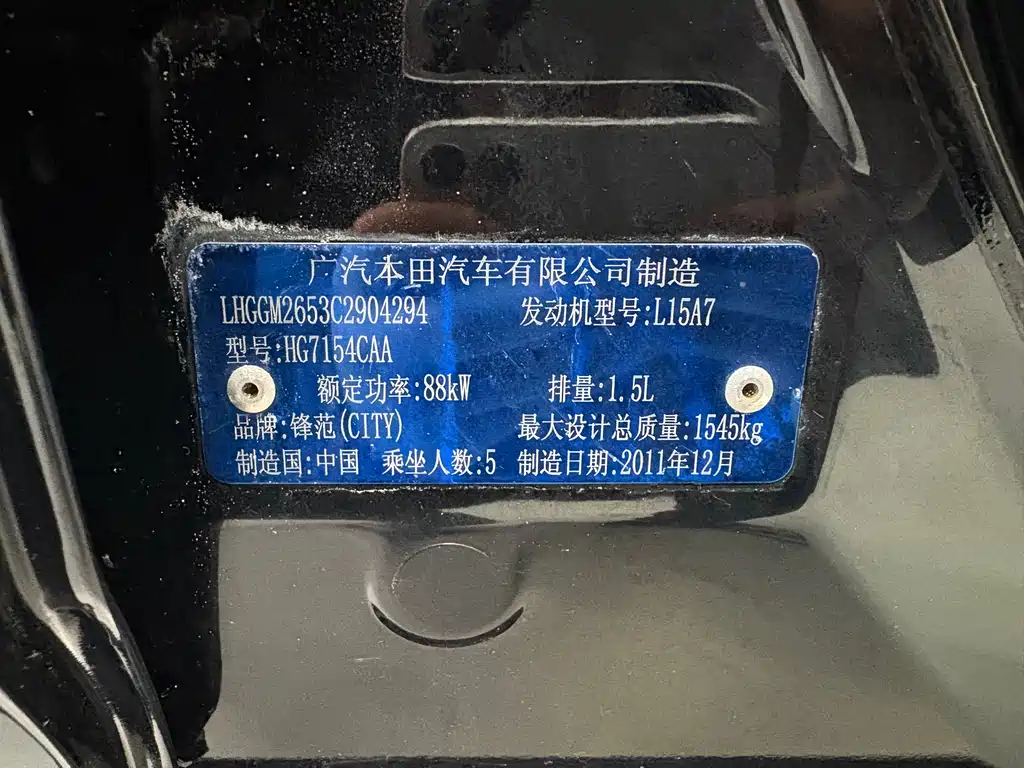 广汽本田汽车有限公司制造
LHGGM2653C2904294 发动机型号:L15A7
型号:HG7154CAA
额定功率:88kW 排量:1.5L
品牌:锋范(CITY) 最大设计总质量:1545kg
制造国:中国 乘坐人数:5 制造日期:2011年12月